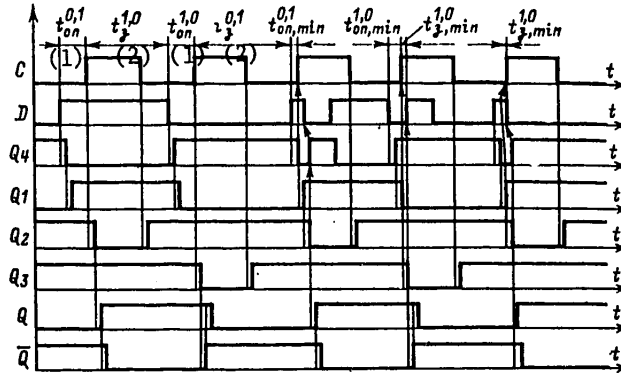 t_on^0,1 t_з^1,0 t_on^1,0 t_з^0,1 t_on,min^0,1 t_on,min^1,0 t_з,min^1,0 t_з,min^1,0
(1) (2) (1) (2)
C t
D t
Q4 t
Q1 t
Q2 t
Q3 t
Q t
Q̅ t